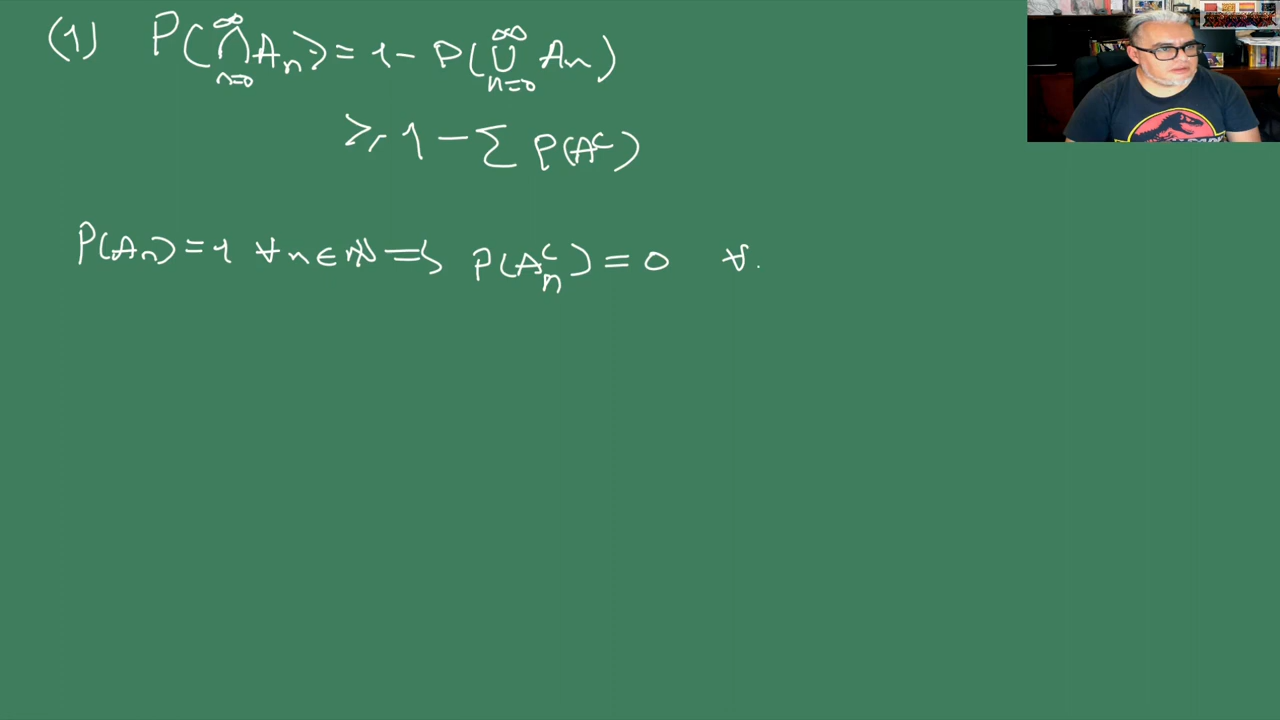 (1) P(⋂_{n=0}^{∞} A_n) = 1 - P(⋃_{n=0}^{∞} A_n)
≥ 1 - Σ P(A^c)
P(A_n) = 1 ∀n∈ℕ ⟹ P(A_n^c) = 0 ∀